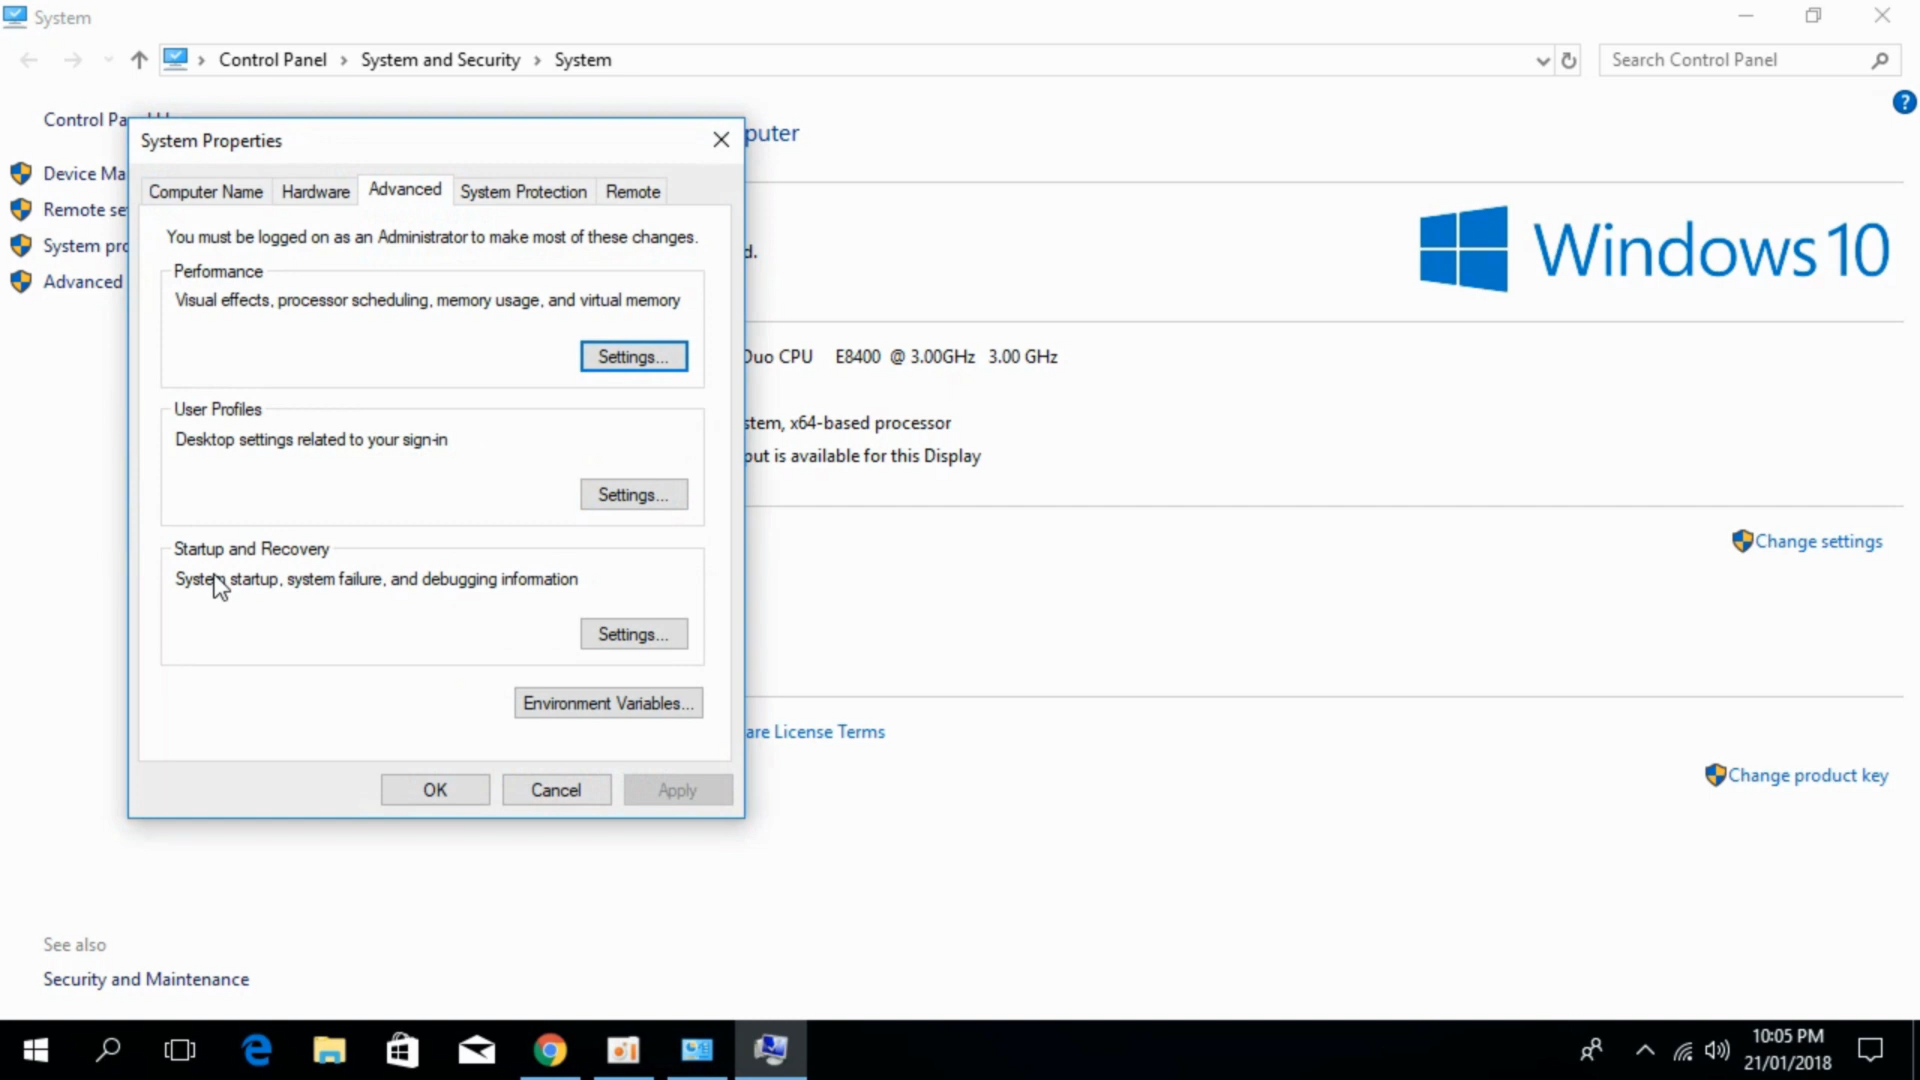 System
Control Panel > System and Security > System
Search Control Panel
Control Pa
puter
System Properties
Device Ma
Computer Name Hardware Advanced System Protection Remote
Remote se
You must be logged on as an Administrator to make most of these changes.
System pro
d.
Windows 10
Performance
Advanced
Visual effects, processor scheduling, memory usage, and virtual memory
Settings...
Duo CPU E8400 @ 3.00GHz 3.00 GHz
User Profiles
stem, x64-based processor
Desktop settings related to your sign-in
put is available for this Display
Settings...
Startup and Recovery
Change settings
System startup, system failure, and debugging information
Settings...
Environment Variables...
are License Terms
Change product key
OK Cancel Apply
See also
Security and Maintenance
10:05 PM
21/01/2018